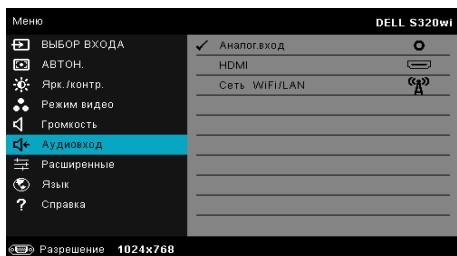 Меню DELL S320wi
ВЫБОР ВХОДА
АВТОН.
Ярк./контр.
Режим видео
Громкость
Аудиовход
Расширенные
Язык
Справка
Аналог.вход
HDMI
Сеть WiFi/LAN
Разрешение 1024x768